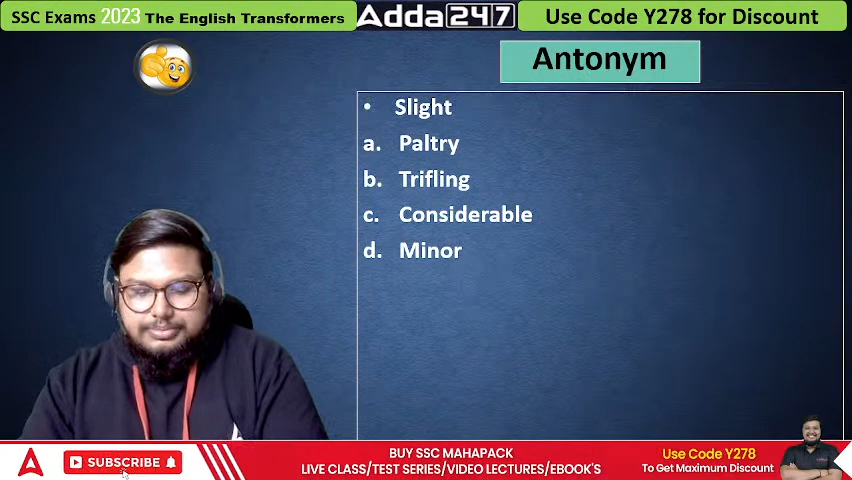 SSC Exams 2023 The English Transformers
Adda247
Use Code Y278 for Discount
Antonym
• Slight
a. Paltry
b. Trifling
c. Considerable
d. Minor
SUBSCRIBE
BUY SSC MAHAPACK
LIVE CLASS/TEST SERIES/VIDEO LECTURES/EBOOK'S
Use Code Y278
To Get Maximum Discount